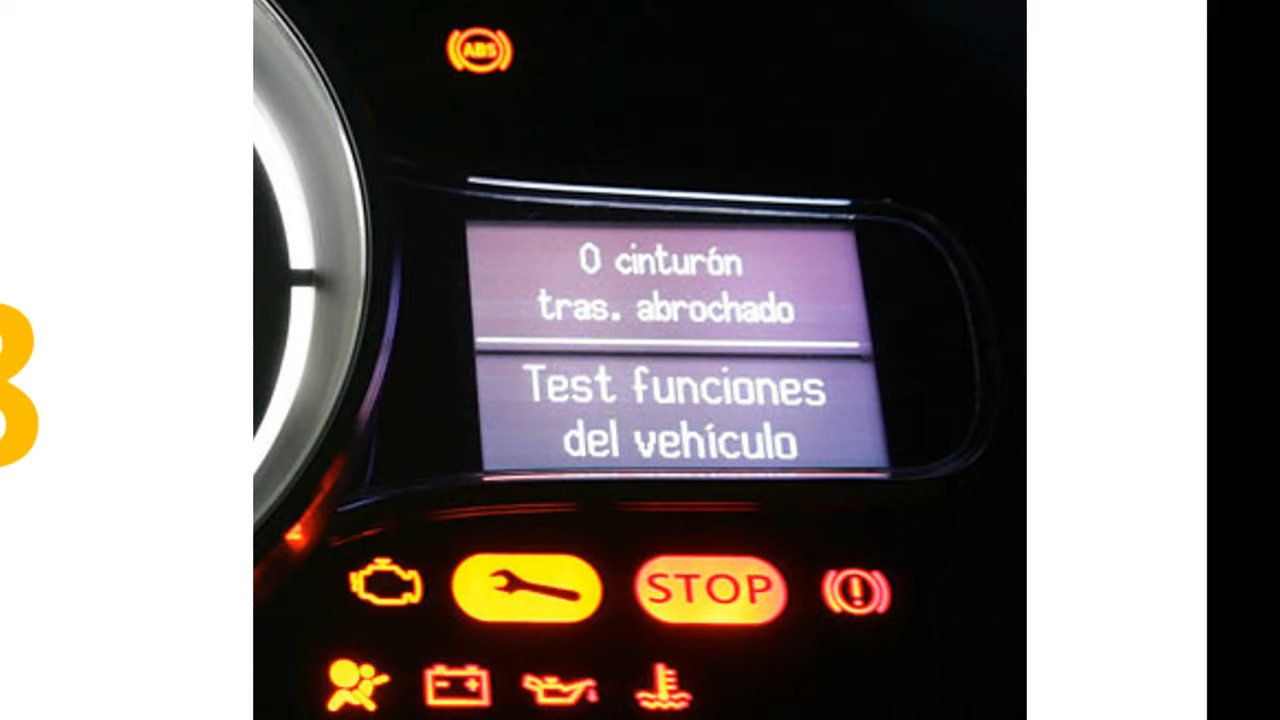 ABS
0 cinturón
tras. abrochado
Test funciones
del vehículo
STOP